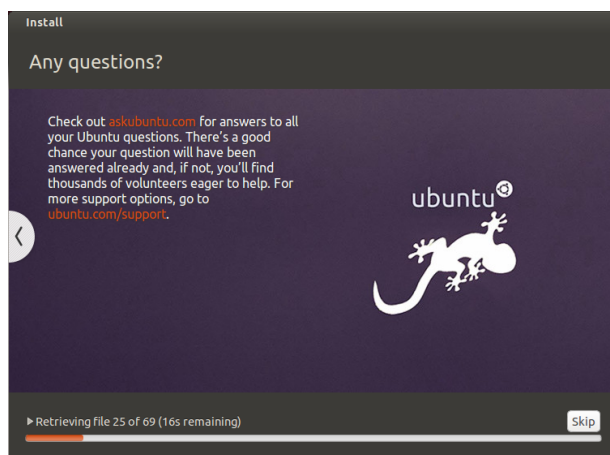 Install
Any questions?
Check out askubuntu.com for answers to all
your Ubuntu questions. There's a good
chance your question will have been
answered already and, if not, you'll find
thousands of volunteers eager to help. For
more support options, go to
ubuntu.com/support.
ubuntu
Retrieving file 25 of 69 (16s remaining)
Skip